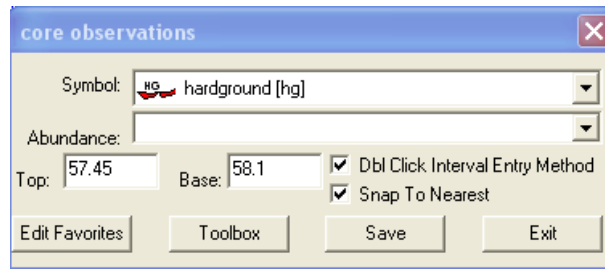 core observations
Symbol: HG hardground [hg]
Abundance:
Top: 57.45 Base: 58.1 Dbl Click Interval Entry Method
Snap To Nearest
Edit Favorites Toolbox Save Exit